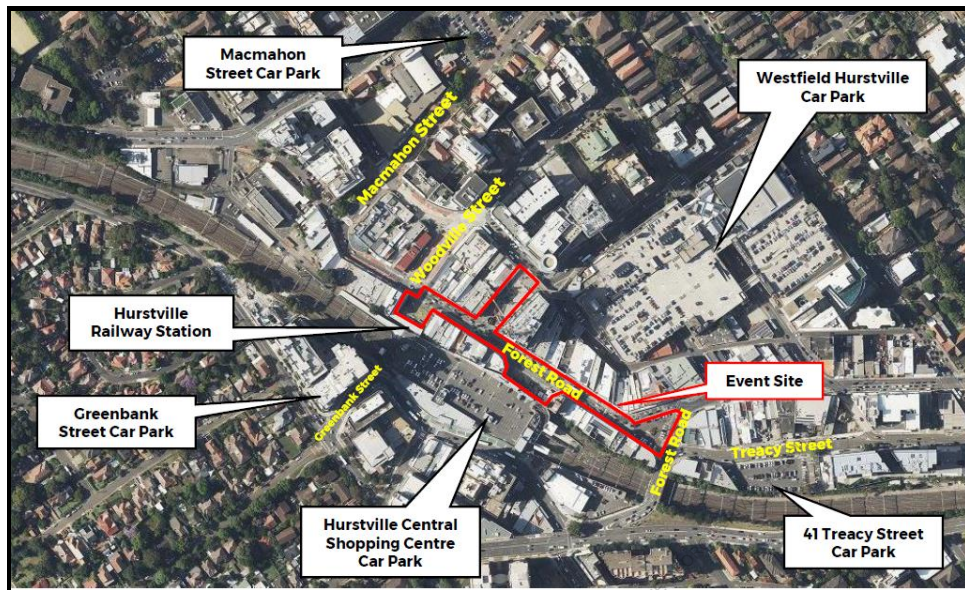 Macmahon
Street Car Park
Westfield Hurstville
Car Park
Macmahon Street
Woodville Street
Hurstville
Railway Station
Forest Road
Event Site
Greenbank
Street Car Park
Greenbank Street
Forest Road
Treacy Street
Hurstville Central
Shopping Centre
Car Park
41 Treacy Street
Car Park